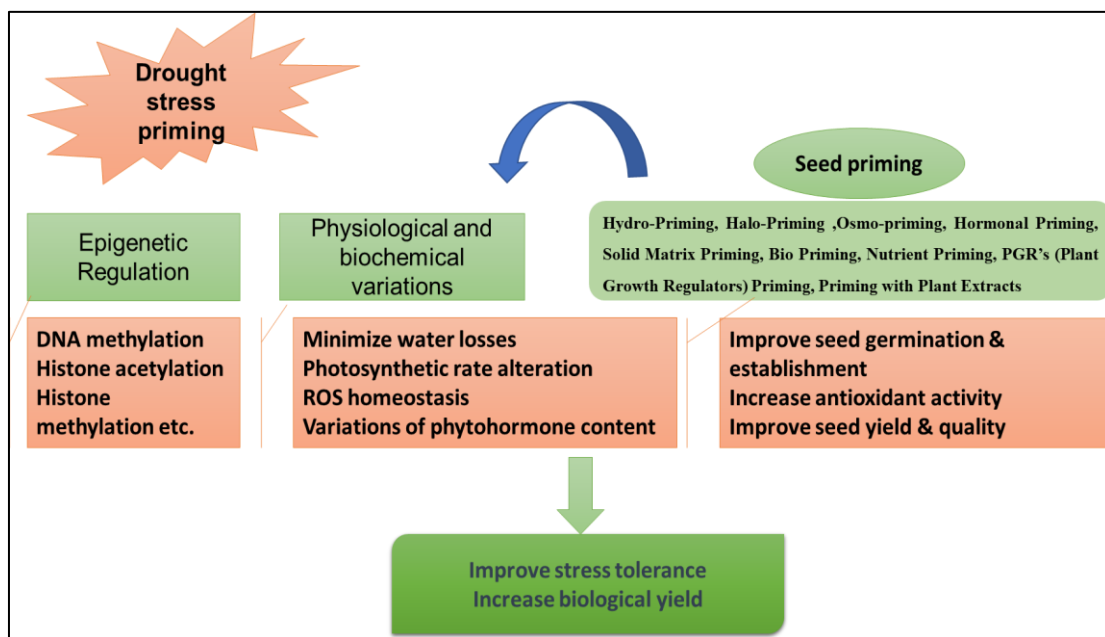 Drought
stress
priming
Seed priming
Epigenetic
Regulation
Physiological and
biochemical
variations
Hydro-Priming, Halo-Priming ,Osmo-priming, Hormonal Priming,
Solid Matrix Priming, Bio Priming, Nutrient Priming, PGR’s (Plant
Growth Regulators) Priming, Priming with Plant Extracts
DNA methylation
Histone acetylation
Histone
methylation etc.
Minimize water losses
Photosynthetic rate alteration
ROS homeostasis
Variations of phytohormone content
Improve seed germination &
establishment
Increase antioxidant activity
Improve seed yield & quality
Improve stress tolerance
Increase biological yield